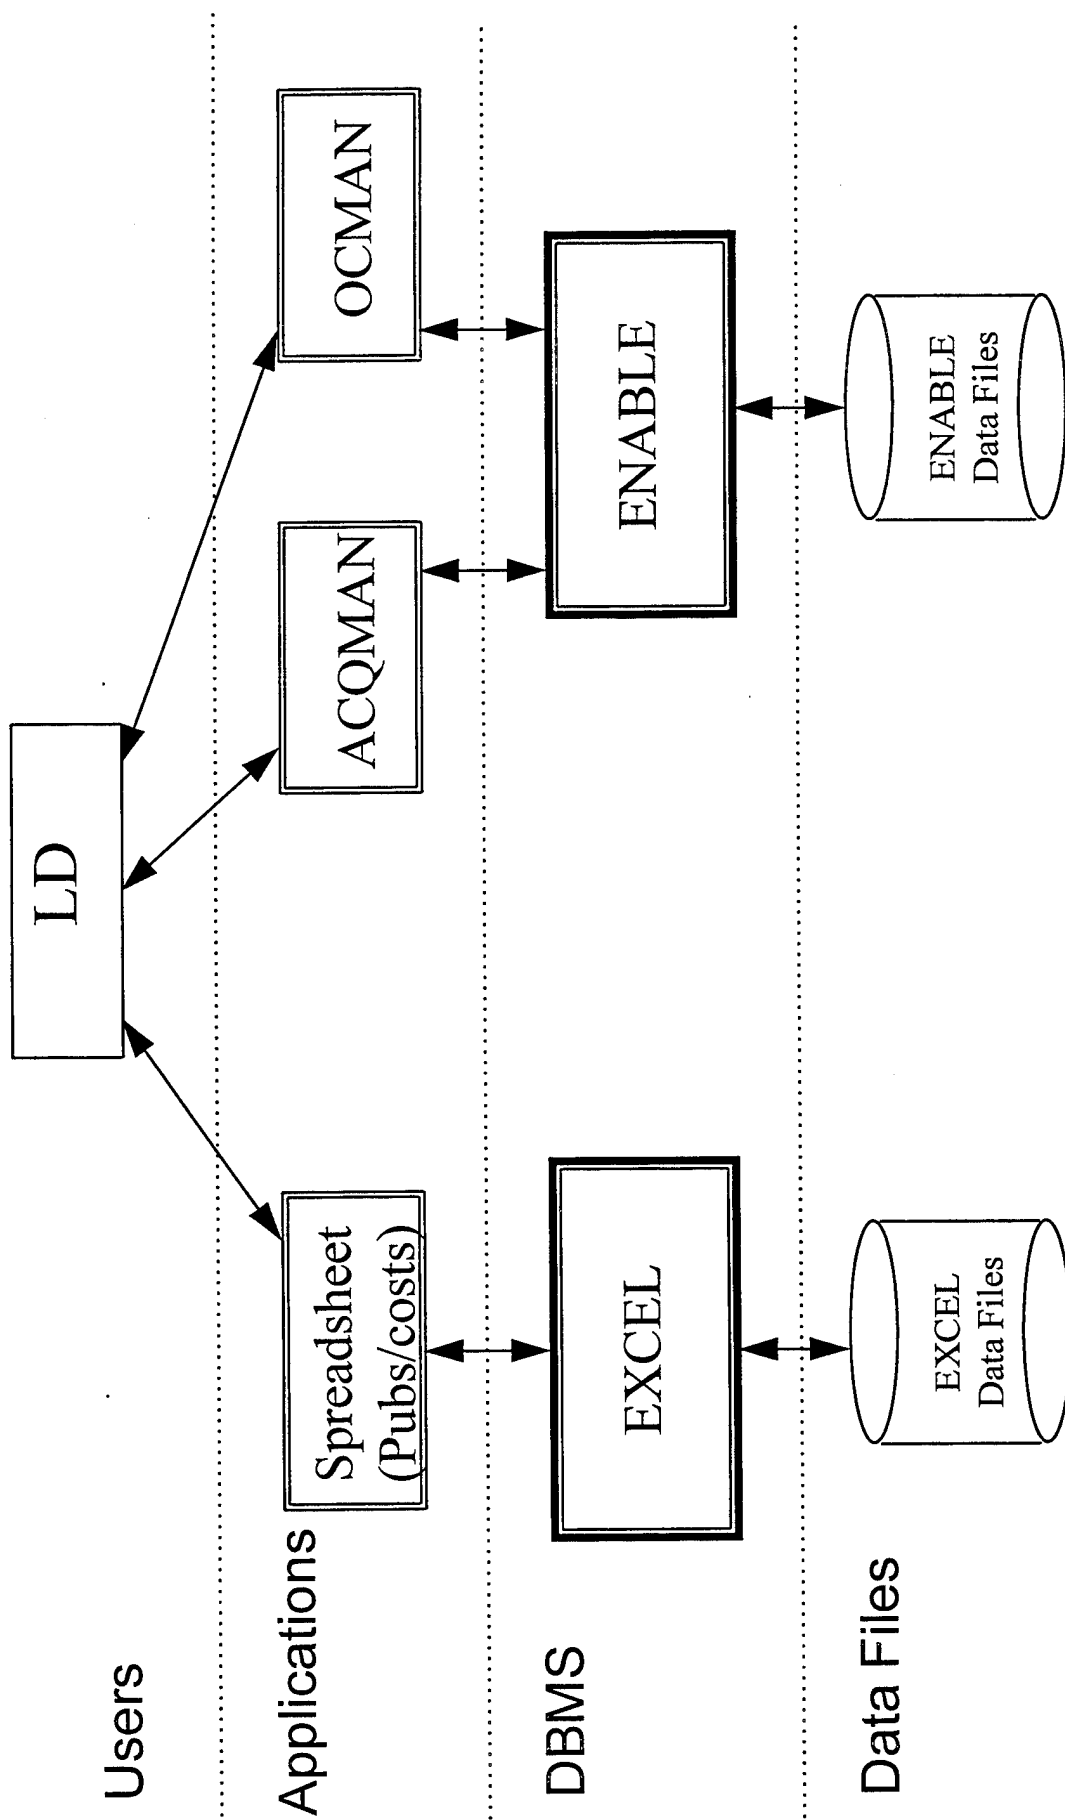 Users
LD
Applications
Spreadsheet
(Pubs/costs)
ACQMAN
OCMAN
DBMS
EXCEL
ENABLE
Data Files
EXCEL
Data Files
ENABLE
Data Files